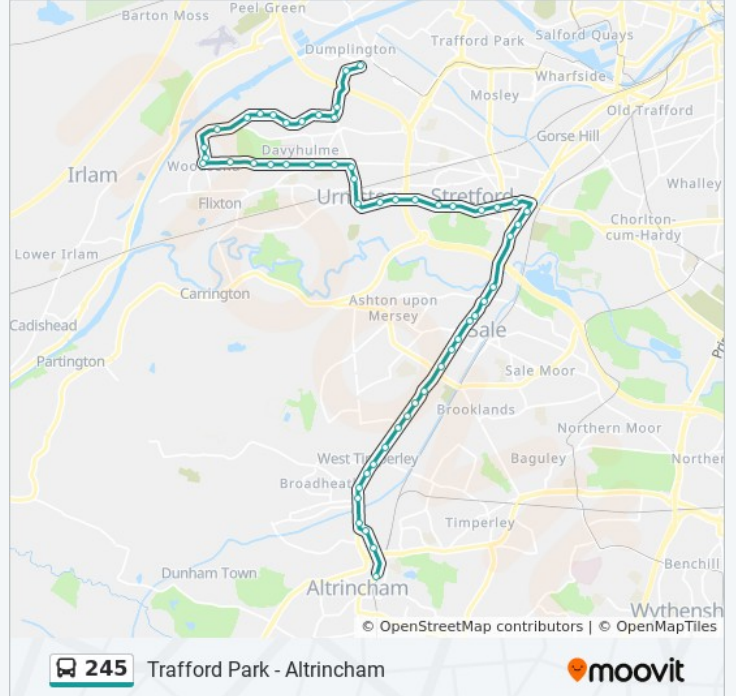 Peel Green
Barton Moss
Salford Quays
Trafford Park
Dumplington
Wharfside
Mosley
Old Trafford
Gorse Hill
Davyhulme
Irlam
Whalley
Stretford
Flixton
Chorlton-
cum-Hardy
Lower Irlam
Carrington
Ashton upon
Mersey
Cadishead
Sale
Partington
Sale Moor
Brooklands
Northern Moor
West Timperley
Baguley
Norther
Broadheat
Timperley
Benchill
Dunham Town
Altrincham
Wythensh
© OpenStreetMap contributors | © OpenMapTiles
245 Trafford Park - Altrincham
moovit